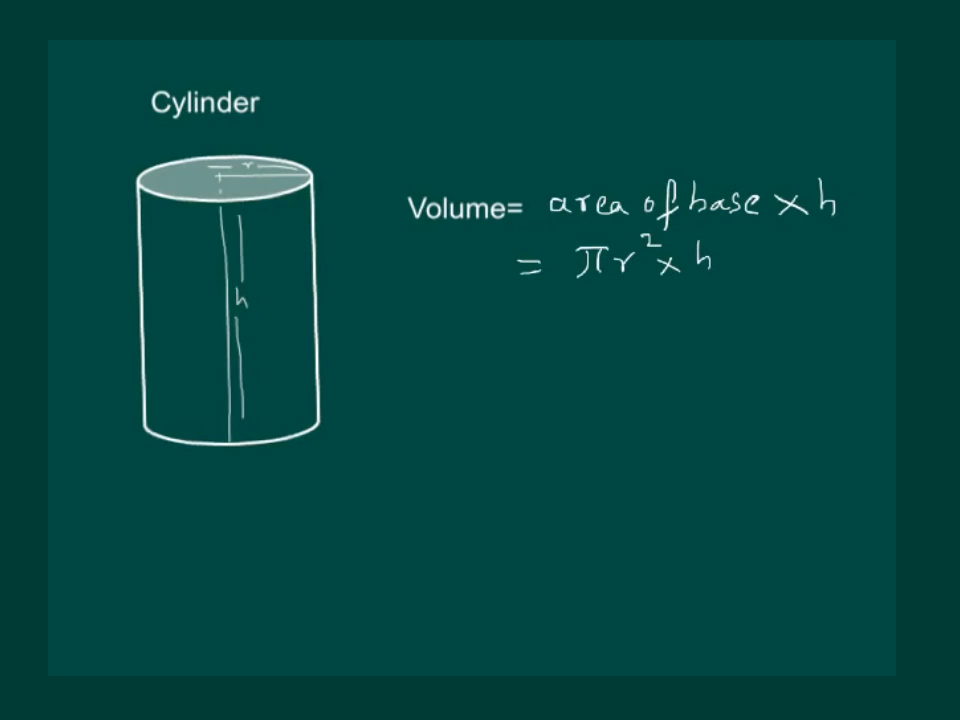 Cylinder
r
Volume= area of base × h
= πr² × h
h